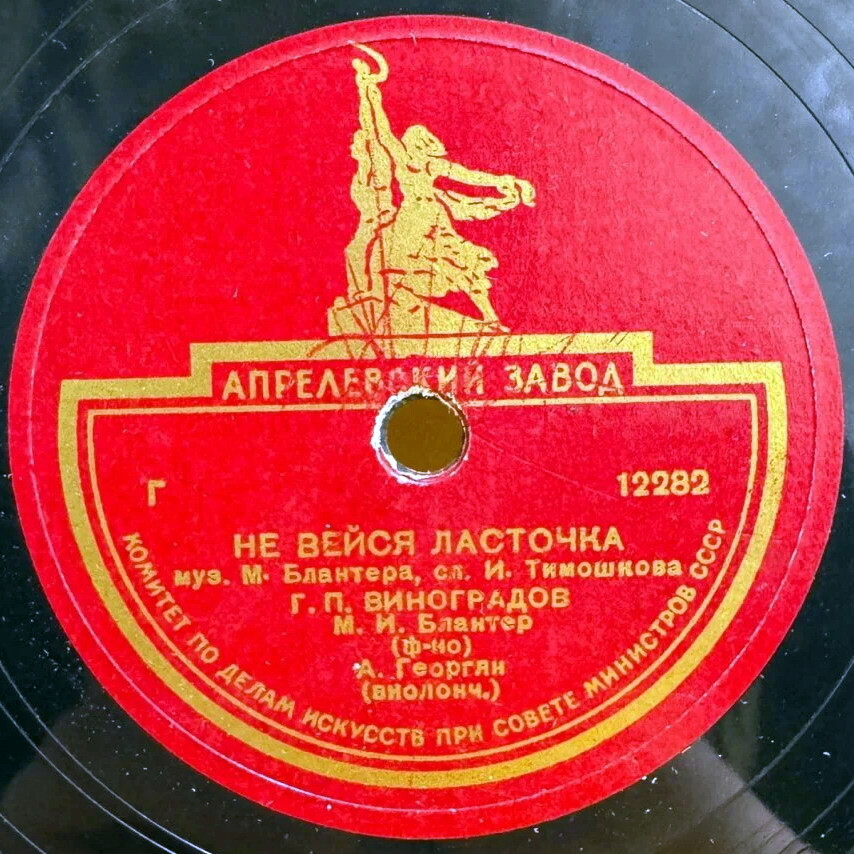 АПРЕЛЕВСКИЙ ЗАВОД
Г 12282
НЕ ВЕЙСЯ ЛАСТОЧКА
муз. М. Блантера, сл. И. Тимошкова
Г. П. ВИНОГРАДОВ
М. И. Блантер
(ф-но)
А. Георгян
(виолонч.)
КОМИТЕТ ПО ДЕЛАМ ИСКУССТВ ПРИ СОВЕТЕ МИНИСТРОВ СССР